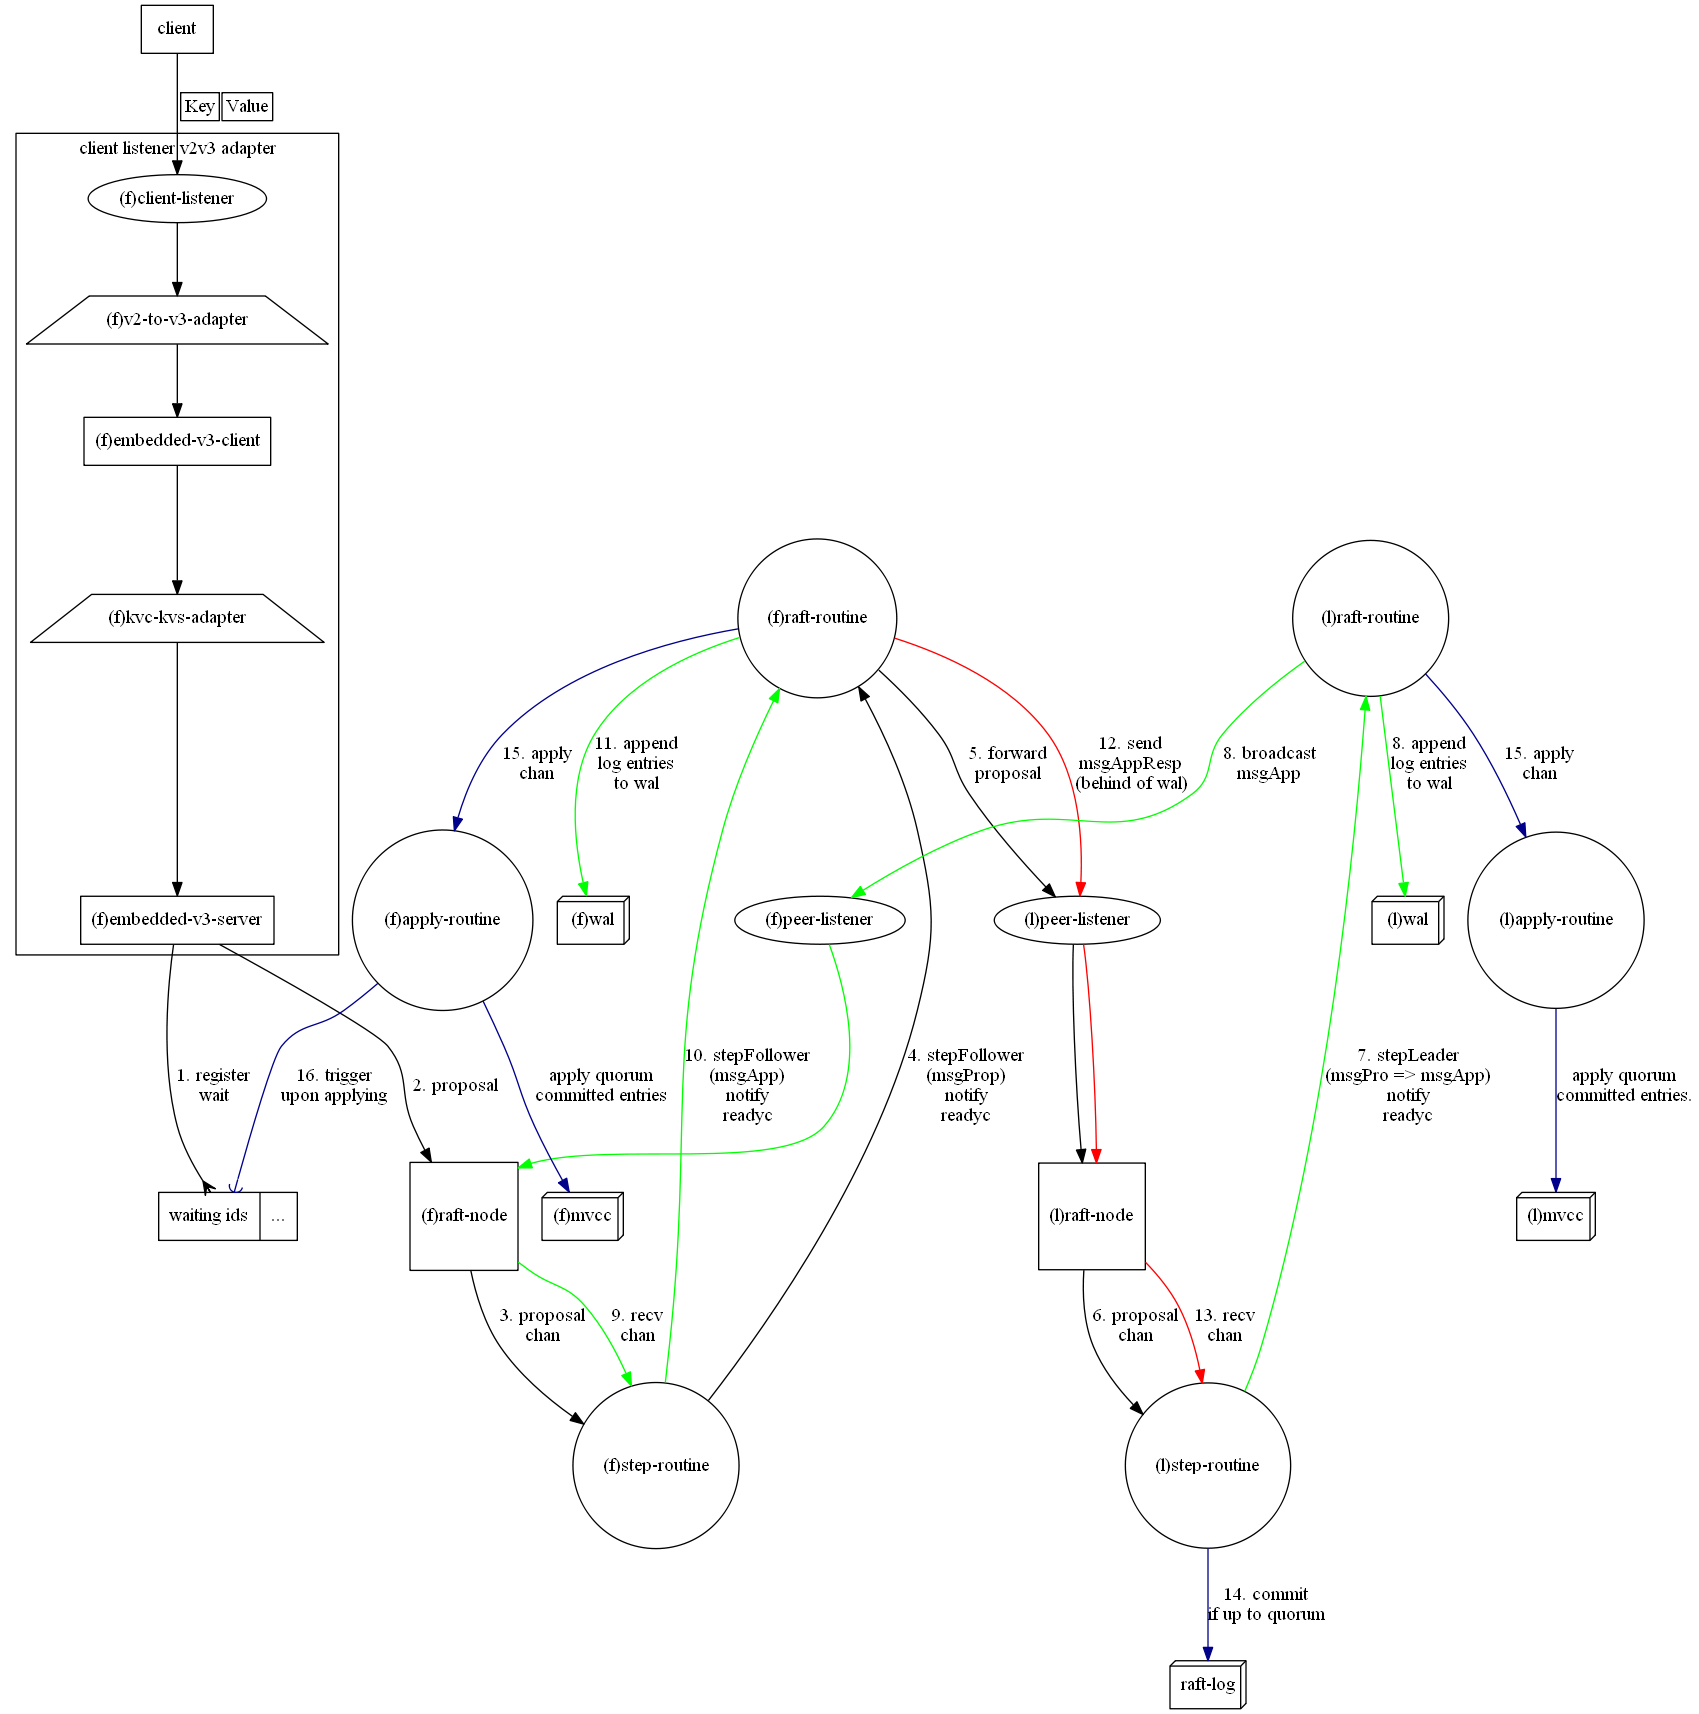 client
Key Value
client listener v2v3 adapter
(f)client-listener
(f)v2-to-v3-adapter
(f)embedded-v3-client
(f)kvc-kvs-adapter
(f)raft-routine
(l)raft-routine
15. apply
chan
11. append
log entries
to wal
5. forward
proposal
12. send
msgAppResp
(behind of wal)
8. broadcast
msgApp
8. append
log entries
to wal
15. apply
chan
(f)embedded-v3-server
(f)apply-routine
(f)wal
(f)peer-listener
(l)peer-listener
(l)wal
(l)apply-routine
1. register
wait
16. trigger
upon applying
2. proposal
apply quorum
committed entries
10. stepFollower
(msgApp)
notify
readyc
4. stepFollower
(msgProp)
notify
readyc
7. stepLeader
(msgPro => msgApp)
notify
readyc
apply quorum
committed entries.
waiting ids ...
(f)raft-node
(f)mvcc
(l)raft-node
(l)mvcc
3. proposal
chan
9. recv
chan
6. proposal
chan
13. recv
chan
(f)step-routine
(l)step-routine
14. commit
if up to quorum
raft-log